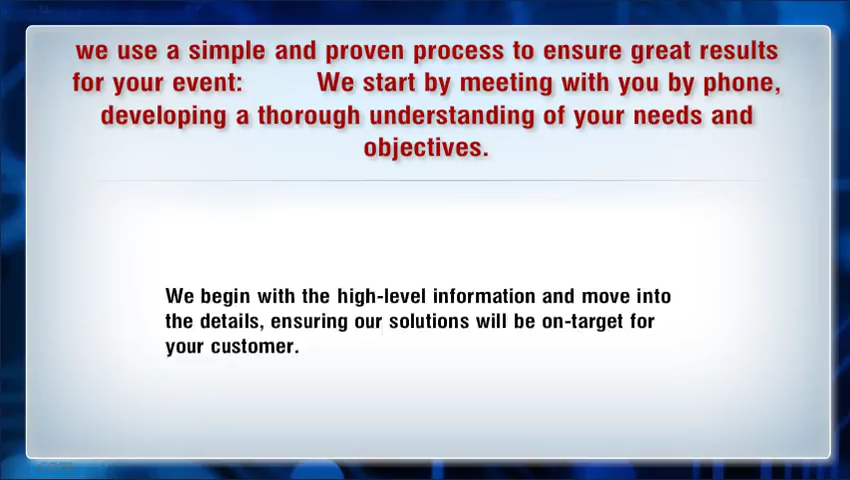 we use a simple and proven process to ensure great results
for your event: We start by meeting with you by phone,
developing a thorough understanding of your needs and
objectives.
We begin with the high-level information and move into
the details, ensuring our solutions will be on-target for
your customer.